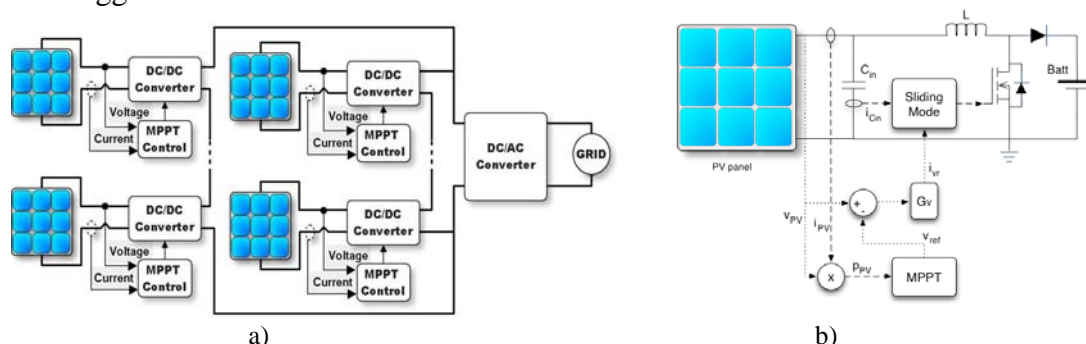 DC/DC
Converter
Voltage
Current
MPPT
Control
DC/DC
Converter
Voltage
Current
MPPT
Control
DC/DC
Converter
Voltage
Current
MPPT
Control
DC/DC
Converter
Voltage
Current
MPPT
Control
DC/AC
Converter
GRID
a)
L
Cin
iCin
Sliding
Mode
Batt
PV panel
ivr
+
-
Gv
vPV
iPV
vref
x
pPV
MPPT
b)